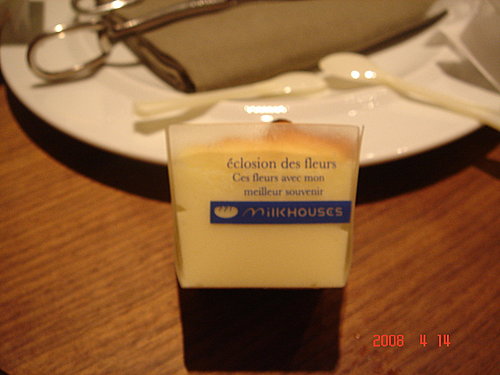 éclosion des fleurs
Ces fleurs avec mon
meilleur souvenir
MilKHOUSES
2008 4 14